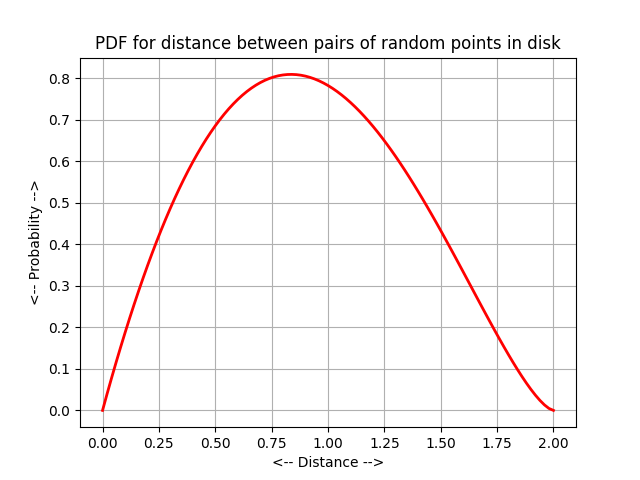 PDF for distance between pairs of random points in disk
<-- Probability -->
0.8
0.7
0.6
0.5
0.4
0.3
0.2
0.1
0.0
0.00 0.25 0.50 0.75 1.00 1.25 1.50 1.75 2.00
<-- Distance -->